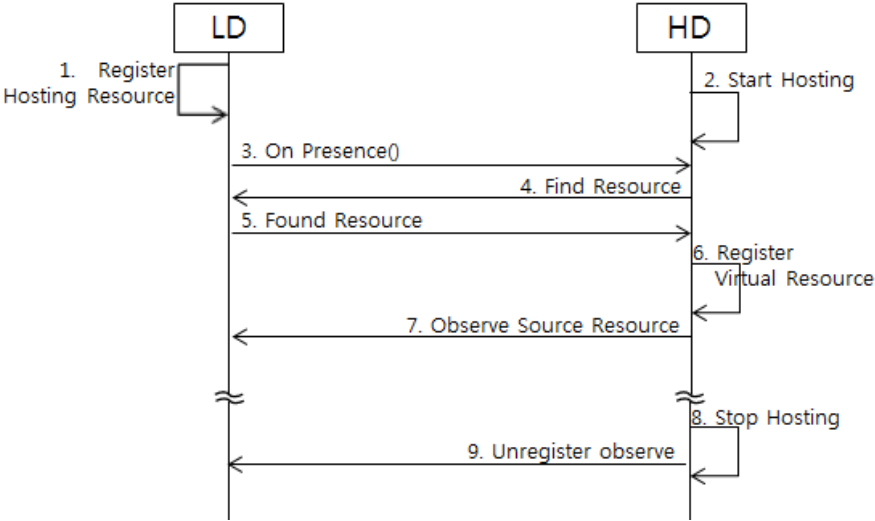 LD
HD
1. Register
Hosting Resource
2. Start Hosting
3. On Presence()
4. Find Resource
5. Found Resource
6. Register
Virtual Resource
7. Observe Source Resource
8. Stop Hosting
9. Unregister observe